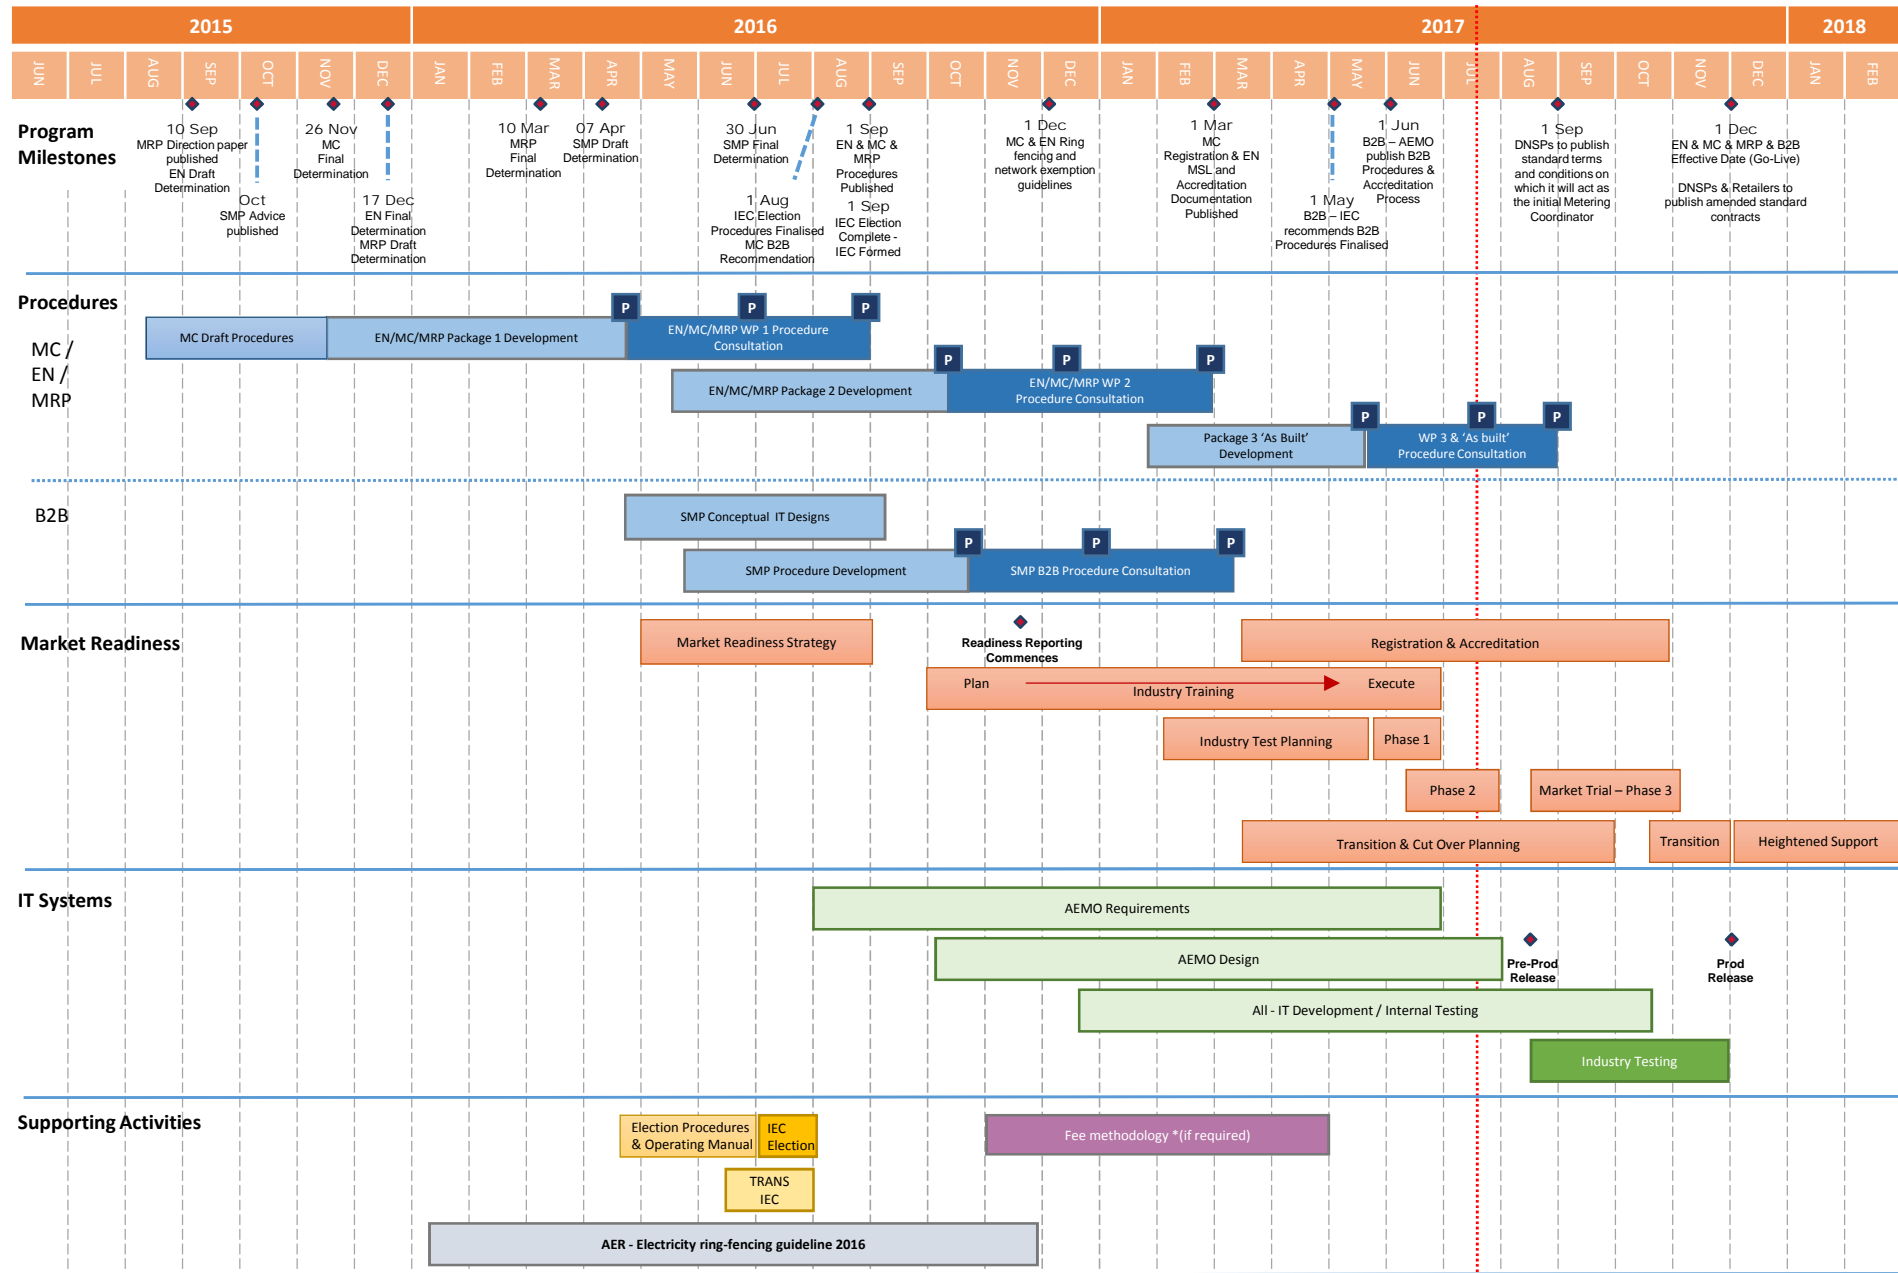 2015
2016
2017
2018
JUN
JUL
AUG
SEP
OCT
NOV
DEC
JAN
FEB
MAR
APR
MAY
JUN
JUL
AUG
SEP
OCT
NOV
DEC
JAN
FEB
MAR
APR
MAY
JUN
JUL
AUG
SEP
OCT
NOV
DEC
JAN
FEB
Program
Milestones
10 Sep
MRP Direction paper
published
EN Draft
Determination
Oct
SMP Advice
published
26 Nov
MC
Final
Determination
17 Dec
EN Final
Determination
MRP Draft
Determination
10 Mar
MRP
Final
Determination
07 Apr
SMP Draft
Determination
30 Jun
SMP Final
Determination
1 Aug
IEC Election
Procedures Finalised
MC B2B
Recommendation
1 Sep
EN & MC &
MRP
Procedures
Published
1 Sep
IEC Election
Complete -
IEC Formed
1 Dec
MC & EN Ring
fencing and
network exemption
guidelines
1 Mar
MC
Registration & EN
MSL and
Accreditation
Documentation
Published
1 May
B2B – IEC
recommends B2B
Procedures Finalised
1 Jun
B2B – AEMO
publish B2B
Procedures &
Accreditation
Process
1 Sep
DNSPs to publish
standard terms
and conditions on
which it will act as
the initial Metering
Coordinator
1 Dec
EN & MC & MRP & B2B
Effective Date (Go-Live)
DNSPs & Retailers to
publish amended standard
contracts
Procedures
MC /
EN /
MRP
P
P
P
MC Draft Procedures
EN/MC/MRP Package 1 Development
EN/MC/MRP WP 1 Procedure
Consultation
P
P
P
EN/MC/MRP Package 2 Development
EN/MC/MRP WP 2
Procedure Consultation
P
P
P
Package 3 ‘As Built’
Development
WP 3 & ‘As built’
Procedure Consultation
B2B
SMP Conceptual IT Designs
P
P
P
SMP Procedure Development
SMP B2B Procedure Consultation
Market Readiness
Market Readiness Strategy
Readiness Reporting
Commences
Registration & Accreditation
Plan
Industry Training
Execute
Industry Test Planning
Phase 1
Phase 2
Market Trial – Phase 3
Transition & Cut Over Planning
Transition
Heightened Support
IT Systems
AEMO Requirements
AEMO Design
Pre-Prod
Release
Prod
Release
All - IT Development / Internal Testing
Industry Testing
Supporting Activities
Election Procedures
& Operating Manual
IEC
Election
Fee methodology *(if required)
TRANS
IEC
AER - Electricity ring-fencing guideline 2016